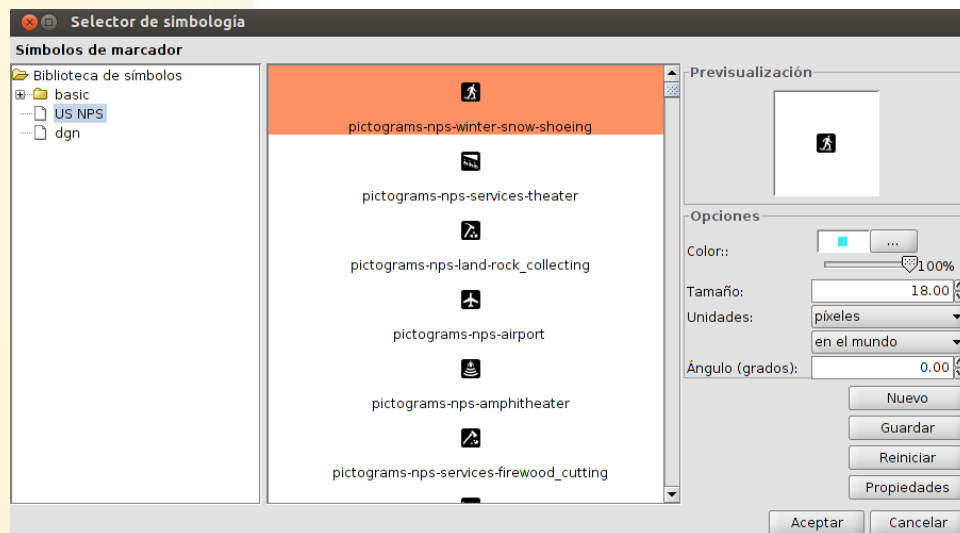 Selector de simbología
Símbolos de marcador
Biblioteca de símbolos
basic
US NPS
dgn
pictograms-nps-winter-snow-shoeing
pictograms-nps-services-theater
pictograms-nps-land-rock_collecting
pictograms-nps-airport
pictograms-nps-amphitheater
pictograms-nps-services-firewood_cutting
Previsualización
Opciones
Color::
...
100%
Tamaño:
18.00
Unidades:
píxeles
en el mundo
Ángulo (grados):
0.00
Nuevo
Guardar
Reiniciar
Propiedades
Aceptar
Cancelar